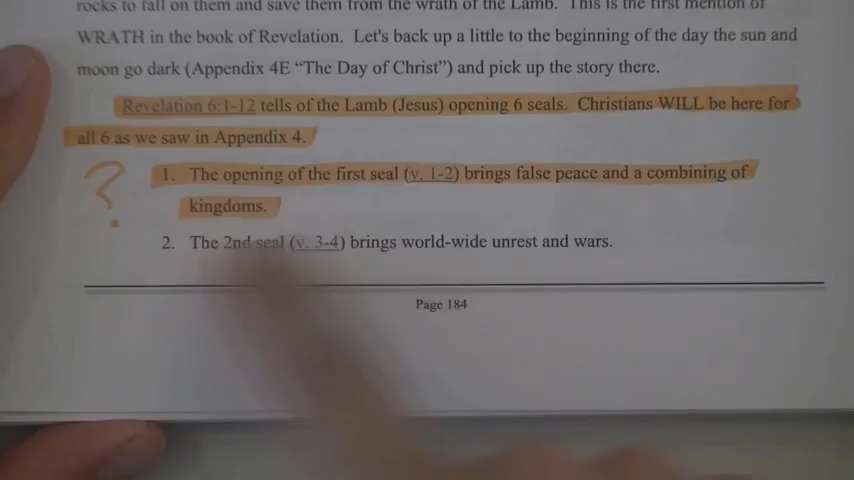 rocks to fall on them and save them from the wrath of the Lamb. This is the first mention of
WRATH in the book of Revelation. Let's back up a little to the beginning of the day the sun and
moon go dark (Appendix 4E “The Day of Christ”) and pick up the story there.
Revelation 6:1-12 tells of the Lamb (Jesus) opening 6 seals. Christians WILL be here for
all 6 as we saw in Appendix 4.
?
1. The opening of the first seal (v. 1-2) brings false peace and a combining of
kingdoms.
2. The 2nd seal (v. 3-4) brings world-wide unrest and wars.
Page 184